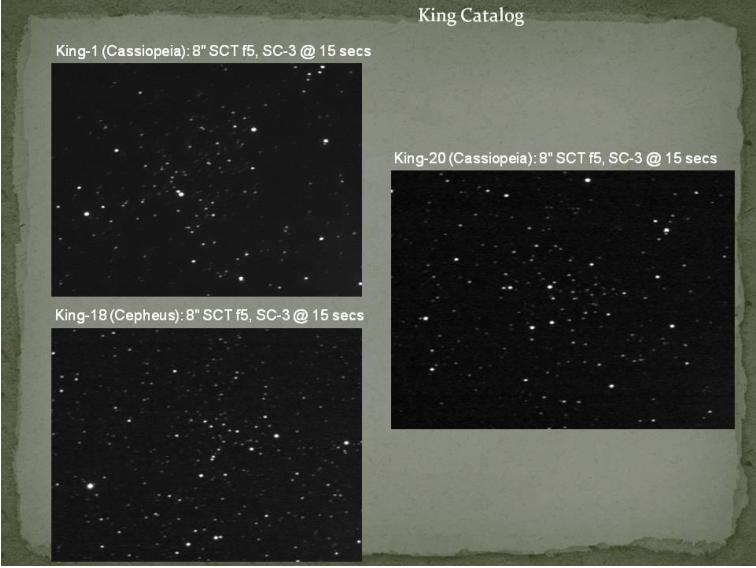 King Catalog
King-1 (Cassiopeia): 8" SCT f5, SC-3 @ 15 secs
King-20 (Cassiopeia): 8" SCT f5, SC-3 @ 15 secs
King-18 (Cepheus): 8" SCT f5, SC-3 @ 15 secs